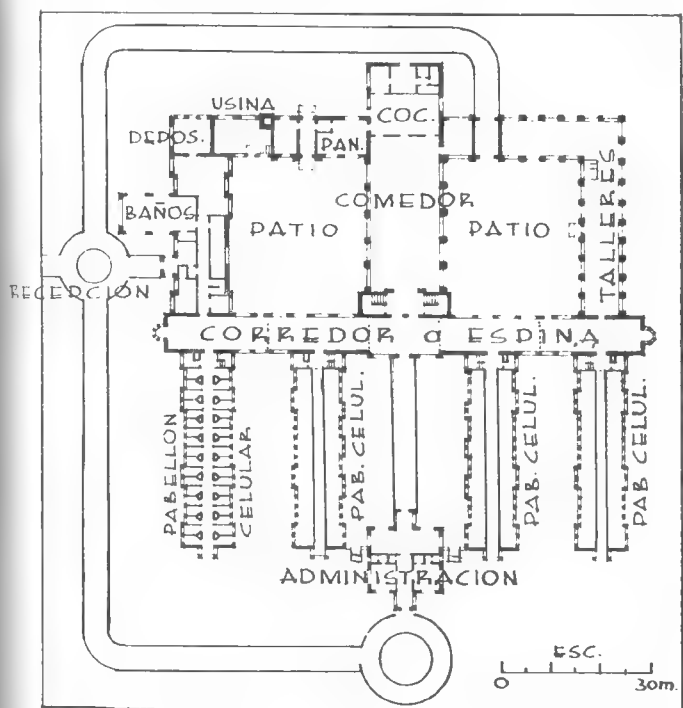 USINA
DEPOS.
COC.
PAN.
COMEDOR
BAÑOS
PATIO
PATIO
TALLERES
RECEPCIÓN
CORREDOR a ESPINA
PABELLON
CELULAR
PAB. CELUL.
PAB. CELUL.
PAB CELUL.
ADMINISTRACION
ESC.
0 30m.